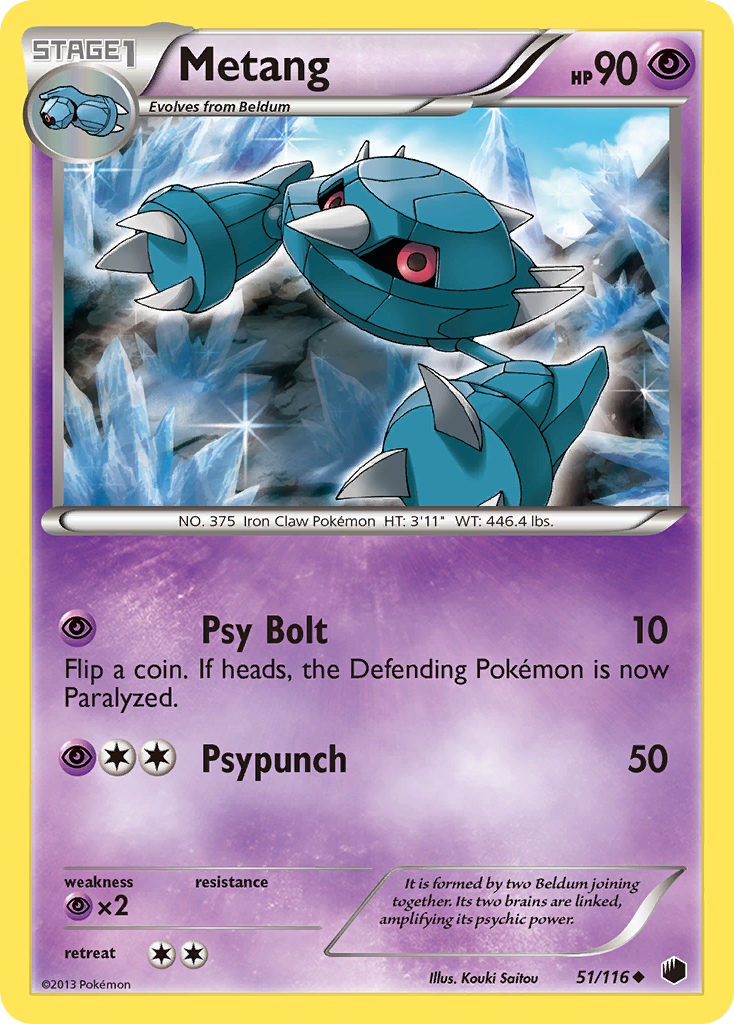 STAGE1
Metang
HP 90
Evolves from Beldum
NO. 375 Iron Claw Pokémon HT: 3'11" WT: 446.4 lbs.
Psy Bolt 10
Flip a coin. If heads, the Defending Pokémon is now
Paralyzed.
Psypunch 50
weakness resistance
×2
retreat
It is formed by two Beldum joining
together. Its two brains are linked,
amplifying its psychic power.
©2013 Pokémon
Illus. Kouki Saitou
51/116